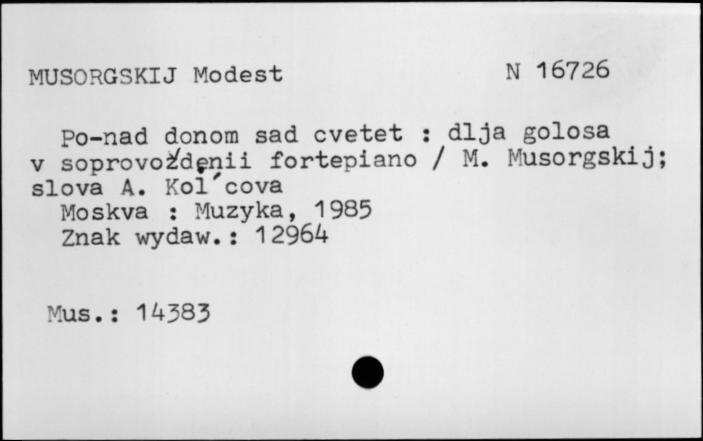 MUSORGSKIJ Modest N 16726
Po-nad donom sad cvetet : dlja golosa
v soprovoždęnii fortepiano / M. Musorgskij;
slova A. Kol'cova
Moskva : Muzyka, 1985
Znak wydaw.: 12964
Mus.: 14383